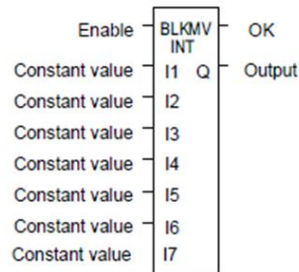 Enable BLKMV OK
INT
Constant value I1 Q Output
Constant value I2
Constant value I3
Constant value I4
Constant value I5
Constant value I6
Constant value I7